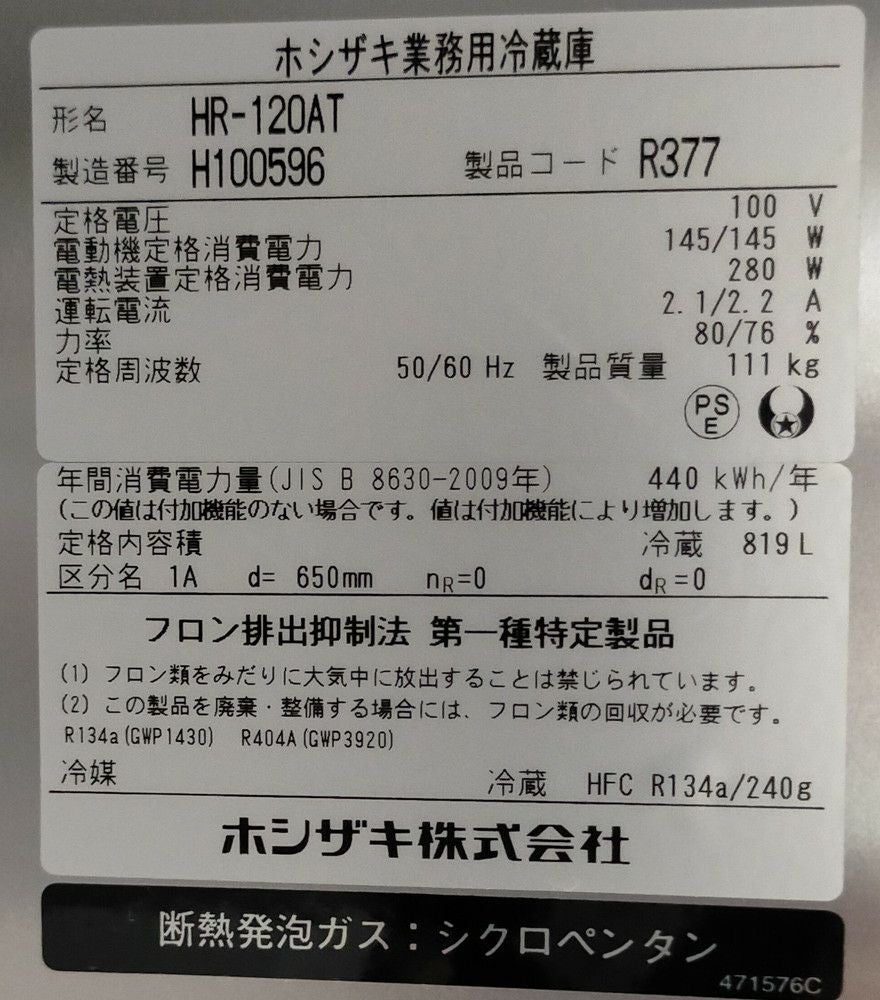 ホシザキ業務用冷蔵庫
形名 HR-120AT
製造番号 H100596 製品コード R377
定格電圧 100 V
電動機定格消費電力 145/145 W
電熱装置定格消費電力 280 W
運転電流 2.1/2.2 A
力率 80/76 %
定格周波数 50/60 Hz 製品質量 111 kg
PS
E
年間消費電力量(JIS B 8630-2009年) 440 kWh/年
(この値は付加機能のない場合です。値は付加機能により増加します。)
定格内容積 冷蔵 819 L
区分名 1A d= 650mm nR=0 dR=0
フロン排出抑制法 第一種特定製品
(1) フロン類をみだりに大気中に放出することは禁じられています。
(2) この製品を廃棄・整備する場合には、フロン類の回収が必要です。
R134a(GWP1430) R404A(GWP3920)
冷媒 冷蔵 HFC R134a/240g
ホシザキ株式会社
断熱発泡ガス：シクロペンタン
471576C